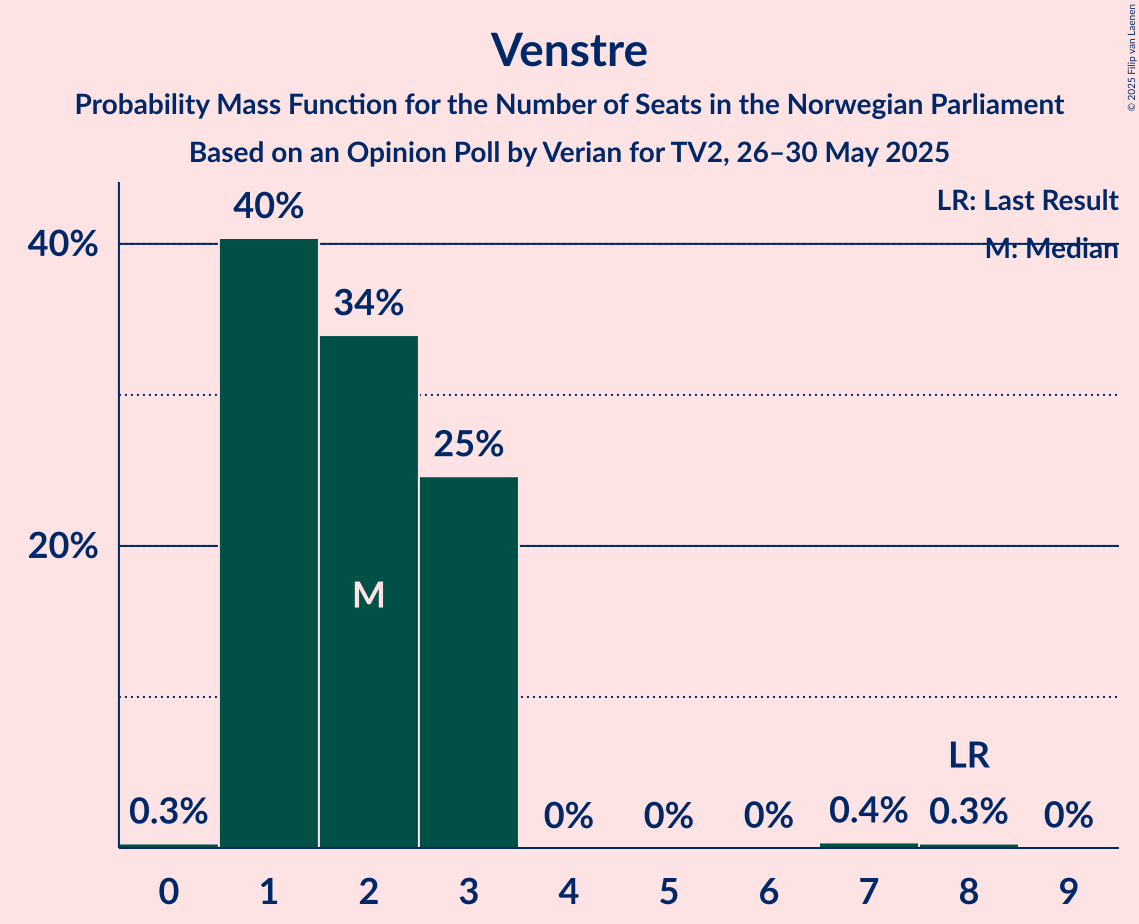 Venstre
Probability Mass Function for the Number of Seats in the Norwegian Parliament
Based on an Opinion Poll by Verian for TV2, 26–30 May 2025
© 2025 Filip van Laenen
LR: Last Result
M: Median
40%
20%
0.3%
40%
34%
25%
0%
0%
0%
0.4%
0.3%
0%
M
LR
0 1 2 3 4 5 6 7 8 9